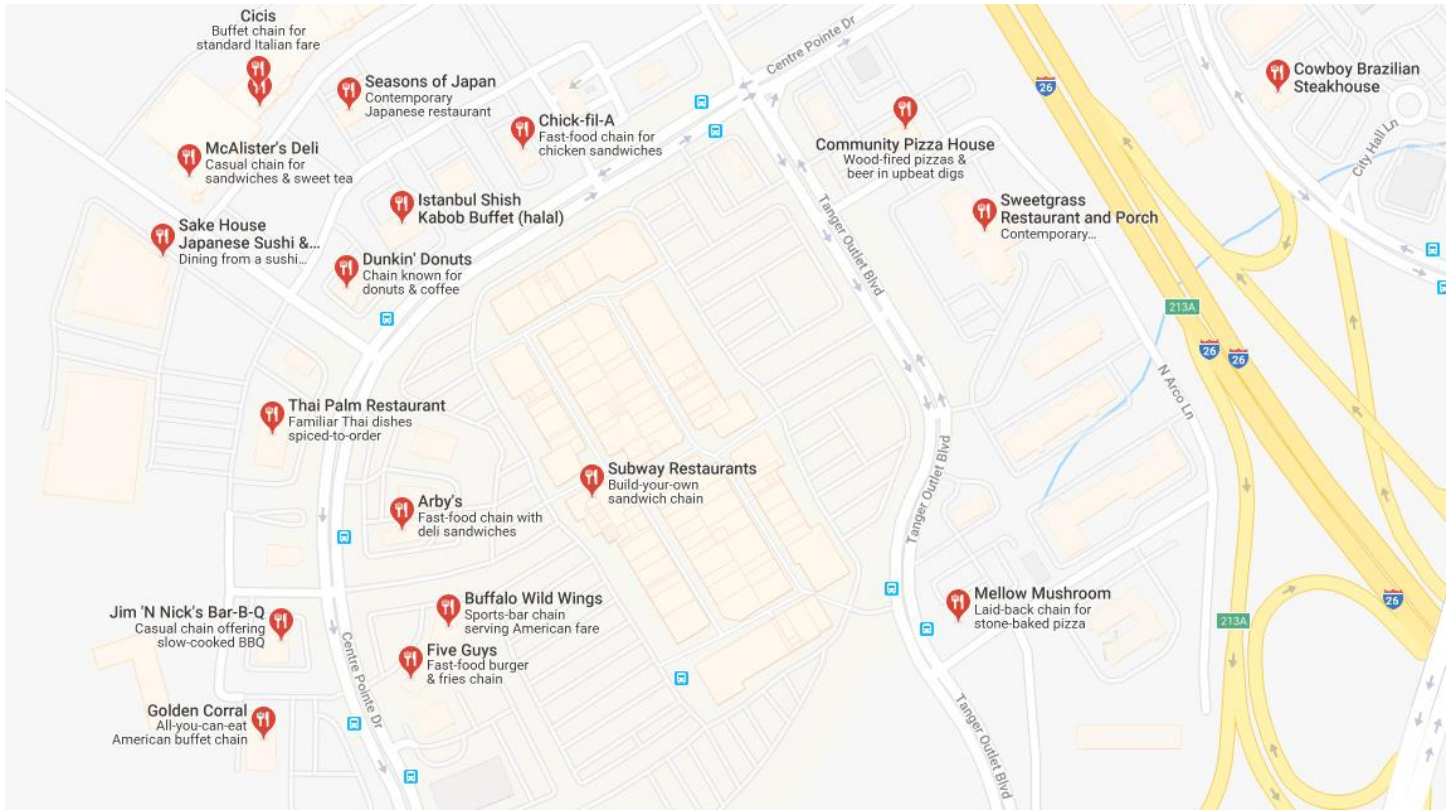 Cicis
Buffet chain for
standard Italian fare
Seasons of Japan
Contemporary
Japanese restaurant
Chick-fil-A
Fast-food chain for
chicken sandwiches
Centre Pointe Dr
26
Cowboy Brazilian
Steakhouse
City Hall Ln
Community Pizza House
Wood-fired pizzas &
beer in upbeat digs
McAlister's Deli
Casual chain for
sandwiches & sweet tea
Istanbul Shish
Kabob Buffet (halal)
Sweetgrass
Restaurant and Porch
Contemporary...
Sake House
Japanese Sushi &...
Dining from a sushi...
Dunkin' Donuts
Chain known for
donuts & coffee
Tanger Outlet Blvd
213A
26
26
N Arco Ln
Thai Palm Restaurant
Familiar Thai dishes
spiced-to-order
Subway Restaurants
Build-your-own
sandwich chain
Tanger Outlet Blvd
Arby's
Fast-food chain with
deli sandwiches
Jim 'N Nick's Bar-B-Q
Casual chain offering
slow-cooked BBQ
Buffalo Wild Wings
Sports-bar chain
serving American fare
Mellow Mushroom
Laid-back chain for
stone-baked pizza
26
213A
Five Guys
Fast-food burger
& fries chain
Centre Pointe Dr
Golden Corral
All-you-can-eat
American buffet chain
Tanger Outlet Blvd